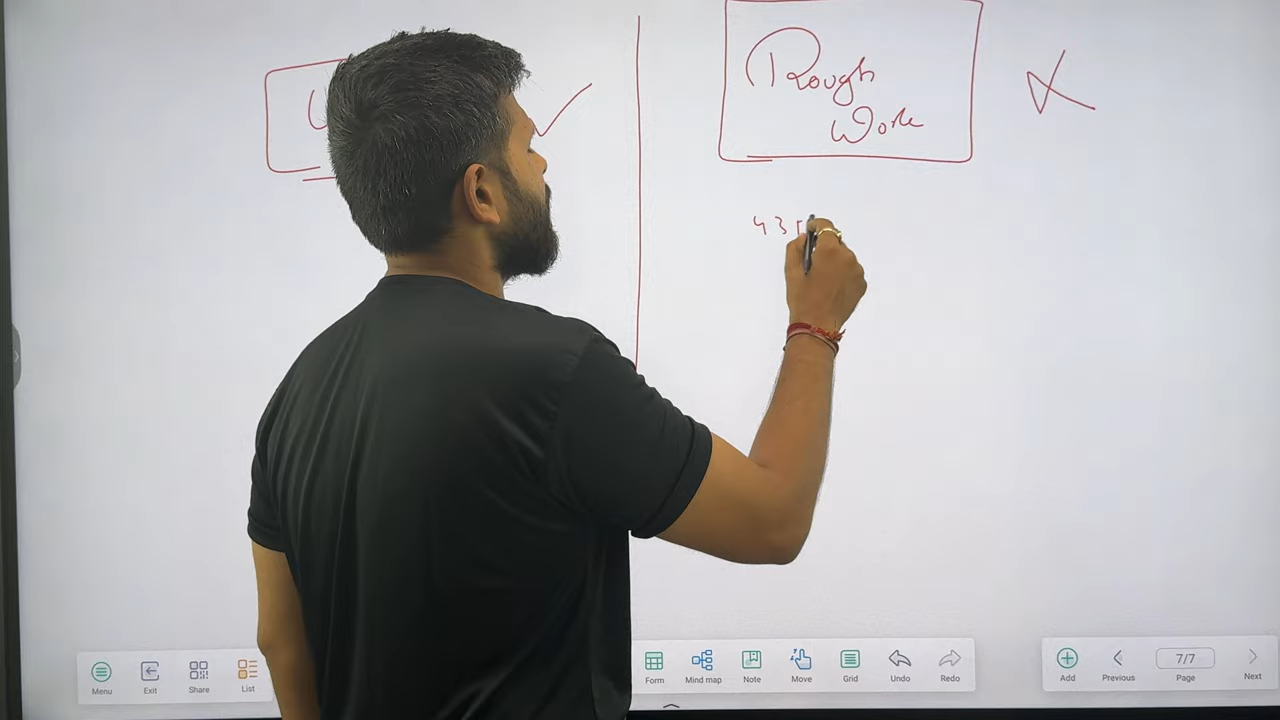 Rough
Work
43
Menu
Exit
Share
List
Form
Mind map
Note
Move
Grid
Undo
Redo
Add
Previous
7/7
Page
Next